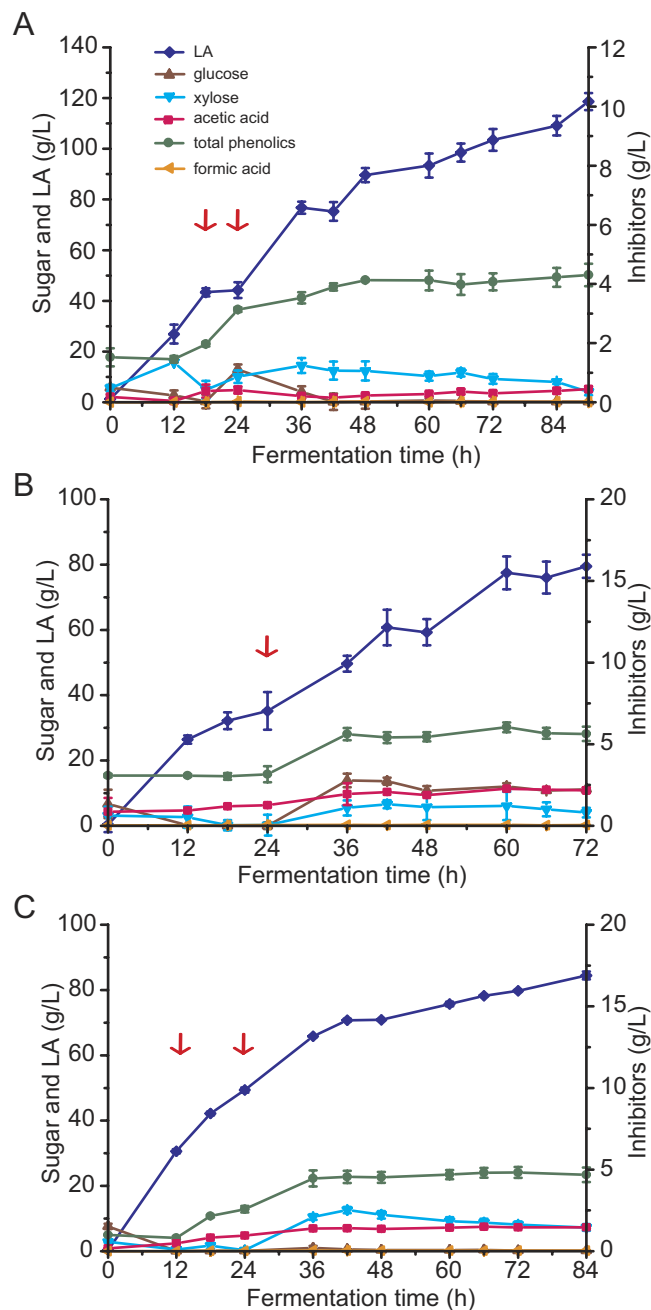 A
140
120
100
80
60
40
20
0
Sugar and LA (g/L)
LA
glucose
xylose
acetic acid
total phenolics
formic acid
12
10
8
6
4
2
0
Inhibitors (g/L)
0 12 24 36 48 60 72 84
Fermentation time (h)
B
100
80
60
40
20
0
Sugar and LA (g/L)
20
15
10
5
0
Inhibitors (g/L)
0 12 24 36 48 60 72
Fermentation time (h)
C
100
80
60
40
20
0
Sugar and LA (g/L)
20
15
10
5
0
Inhibitors (g/L)
0 12 24 36 48 60 72 84
Fermentation time (h)